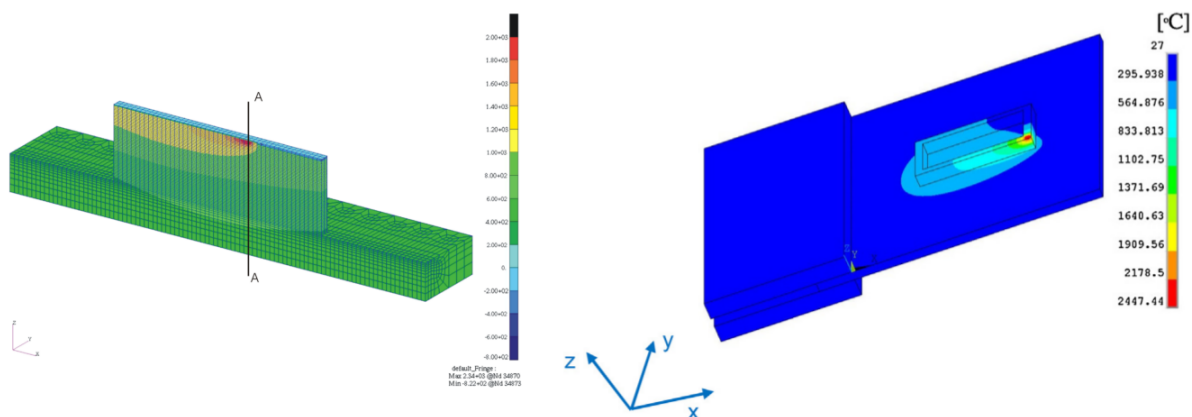 2.00+03
1.80+03
1.60+03
1.40+03
1.20+03
1.00+03
8.00+02
6.00+02
4.00+02
2.00+02
0
-2.00+02
-4.00+02
-6.00+02
-8.00+02
default_Fringe :
Max 2.34+03 @Nd 34870
Min -8.22+02 @Nd 34873
A
A
Z
Y
X
[°C]
27
295.938
564.876
833.813
1102.75
1371.69
1640.63
1909.56
2178.5
2447.44
Y
z
y
x